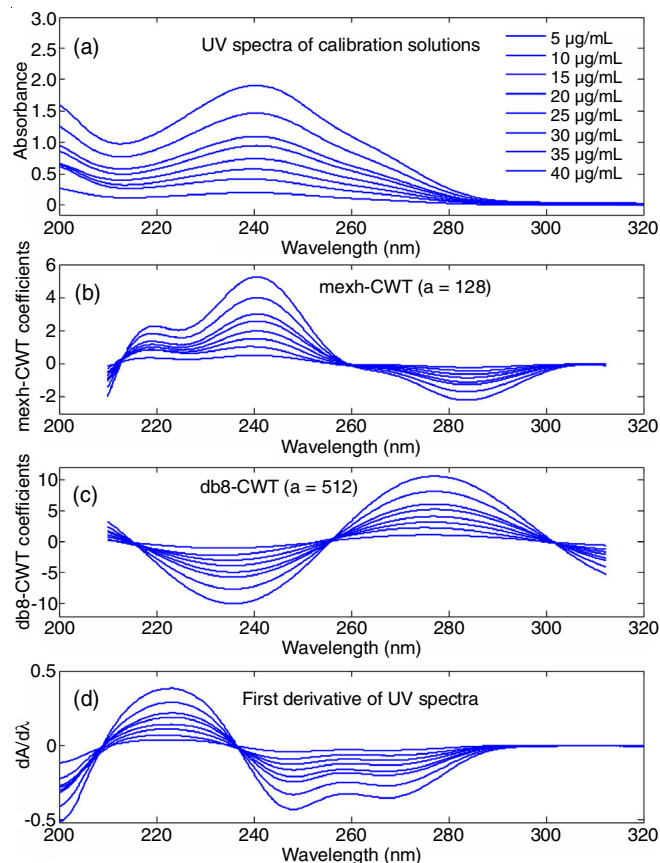 3.0
(a)
UV spectra of calibration solutions
5 µg/mL
10 µg/mL
15 µg/mL
20 µg/mL
25 µg/mL
30 µg/mL
35 µg/mL
40 µg/mL
2.5
2.0
1.5
1.0
0.5
0
Absorbance
200 220 240 260 280 300 320
Wavelength (nm)
6
(b)
mexh-CWT (a = 128)
4
2
0
-2
mexh-CWT coefficients
200 220 240 260 280 300 320
Wavelength (nm)
10
(c)
db8-CWT (a = 512)
5
0
-5
-10
db8-CWT coefficients
200 220 240 260 280 300 320
Wavelength (nm)
0.5
(d)
First derivative of UV spectra
0
-0.5
dA/dλ
200 220 240 260 280 300 320
Wavelength (nm)